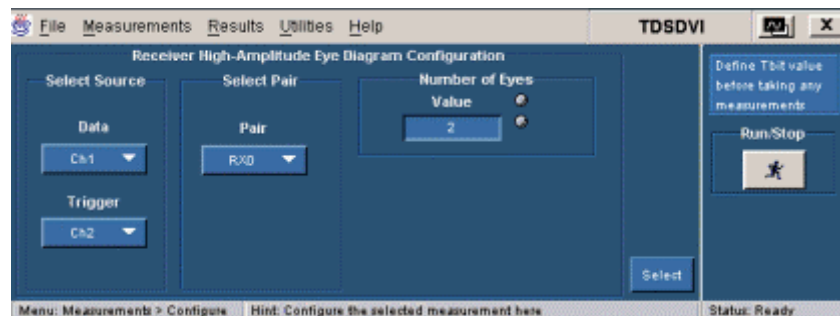 File Measurements Results Utilities Help TDSDVI X
Receiver High-Amplitude Eye Diagram Configuration
Select Source
Data
Ch1
Trigger
Ch2
Select Pair
Pair
RX0
Number of Eyes
Value
2
Select
Define Tbit value
before taking any
measurements
Run/Stop
Menu: Measurements > Configure Hint: Configure the selected measurement here Status: Ready